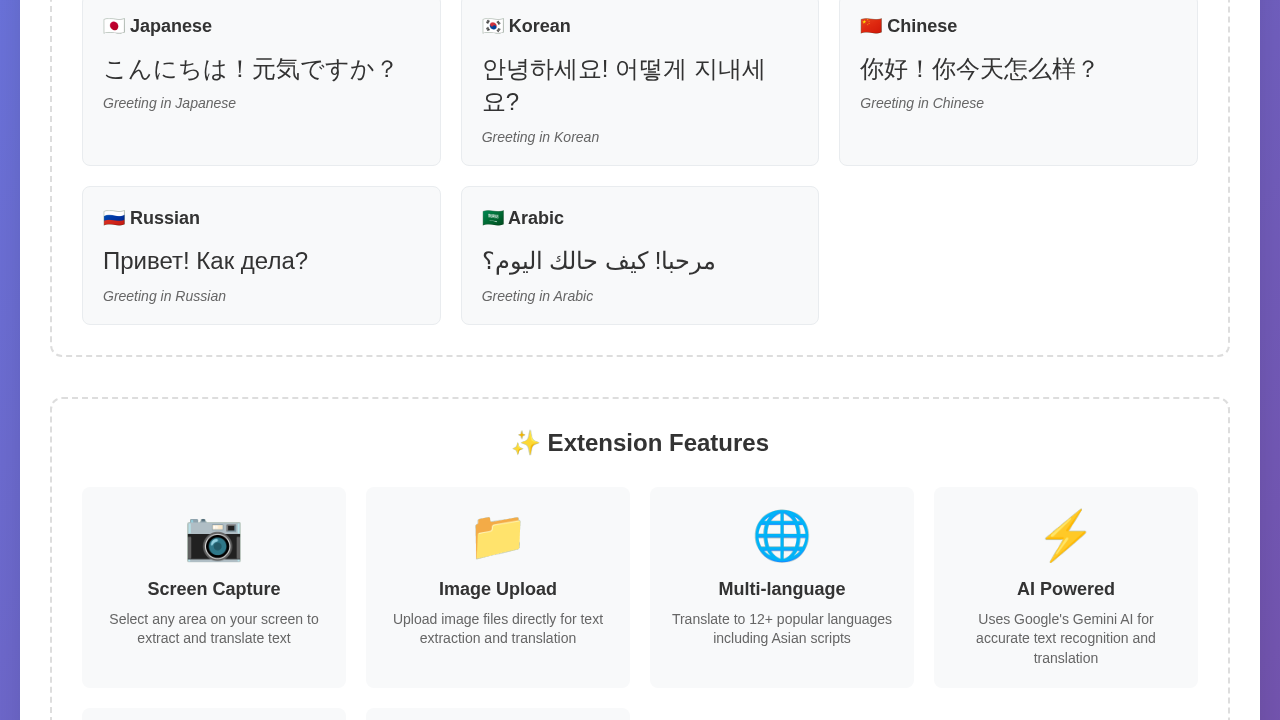 🇯🇵 Japanese
こんにちは！元気ですか？
Greeting in Japanese
🇰🇷 Korean
안녕하세요! 어떻게 지내세
요?
Greeting in Korean
🇨🇳 Chinese
你好！你今天怎么样？
Greeting in Chinese
🇷🇺 Russian
Привет! Как дела?
Greeting in Russian
🇸🇦 Arabic
مرحبا! كيف حالك اليوم؟
Greeting in Arabic
✨ Extension Features
📷
Screen Capture
Select any area on your screen to
extract and translate text
📁
Image Upload
Upload image files directly for text
extraction and translation
🌐
Multi-language
Translate to 12+ popular languages
including Asian scripts
⚡
AI Powered
Uses Google's Gemini AI for
accurate text recognition and
translation